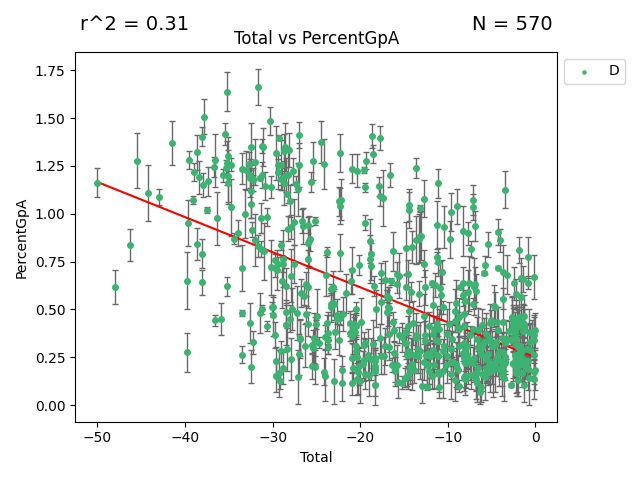 r^2 = 0.31
N = 570
Total vs PercentGpA
D
PercentGpA
1.75
1.50
1.25
1.00
0.75
0.50
0.25
0.00
−50
−40
−30
−20
−10
0
Total